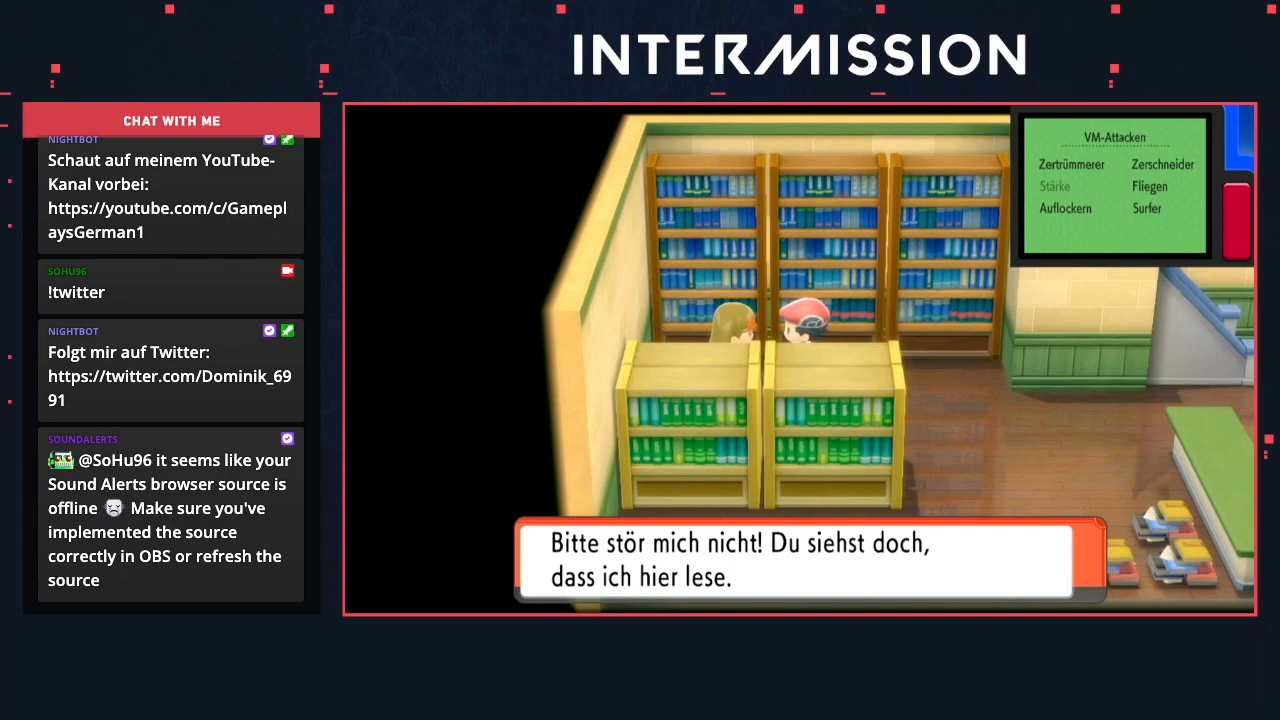 INTERMISSION
CHAT WITH ME
NIGHTBOT
Schaut auf meinem YouTube-
Kanal vorbei:
https://youtube.com/c/Gamepl
aysGerman1
SOHU96
!twitter
NIGHTBOT
Folgt mir auf Twitter:
https://twitter.com/Dominik_69
91
SOUNDALERTS
@SoHu96 it seems like your
Sound Alerts browser source is
offline Make sure you've
implemented the source
correctly in OBS or refresh the
source
VM-Attacken
Zertrümmerer Zerschneider
Stärke Fliegen
Auflockern Surfer
Bitte stör mich nicht! Du siehst doch,
dass ich hier lese.